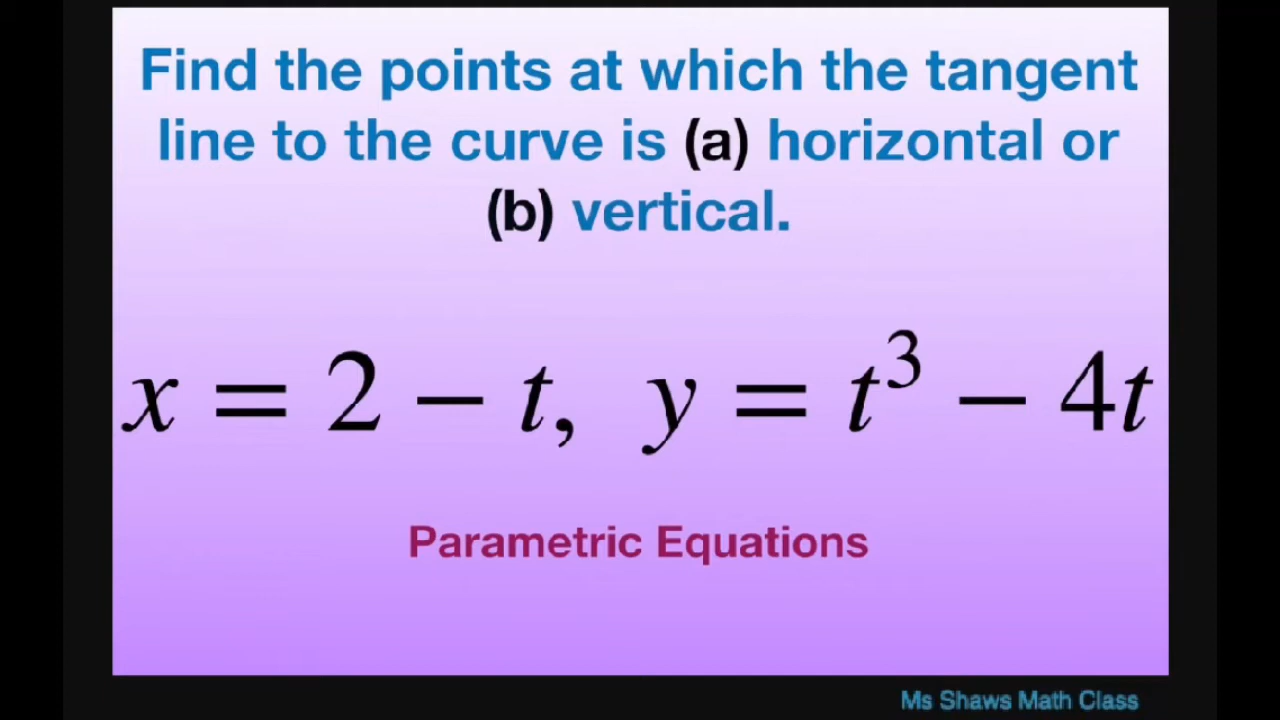 Find the points at which the tangent
line to the curve is (a) horizontal or
(b) vertical.
x = 2 − t, y = t³ − 4t
Parametric Equations
Ms Shaws Math Class